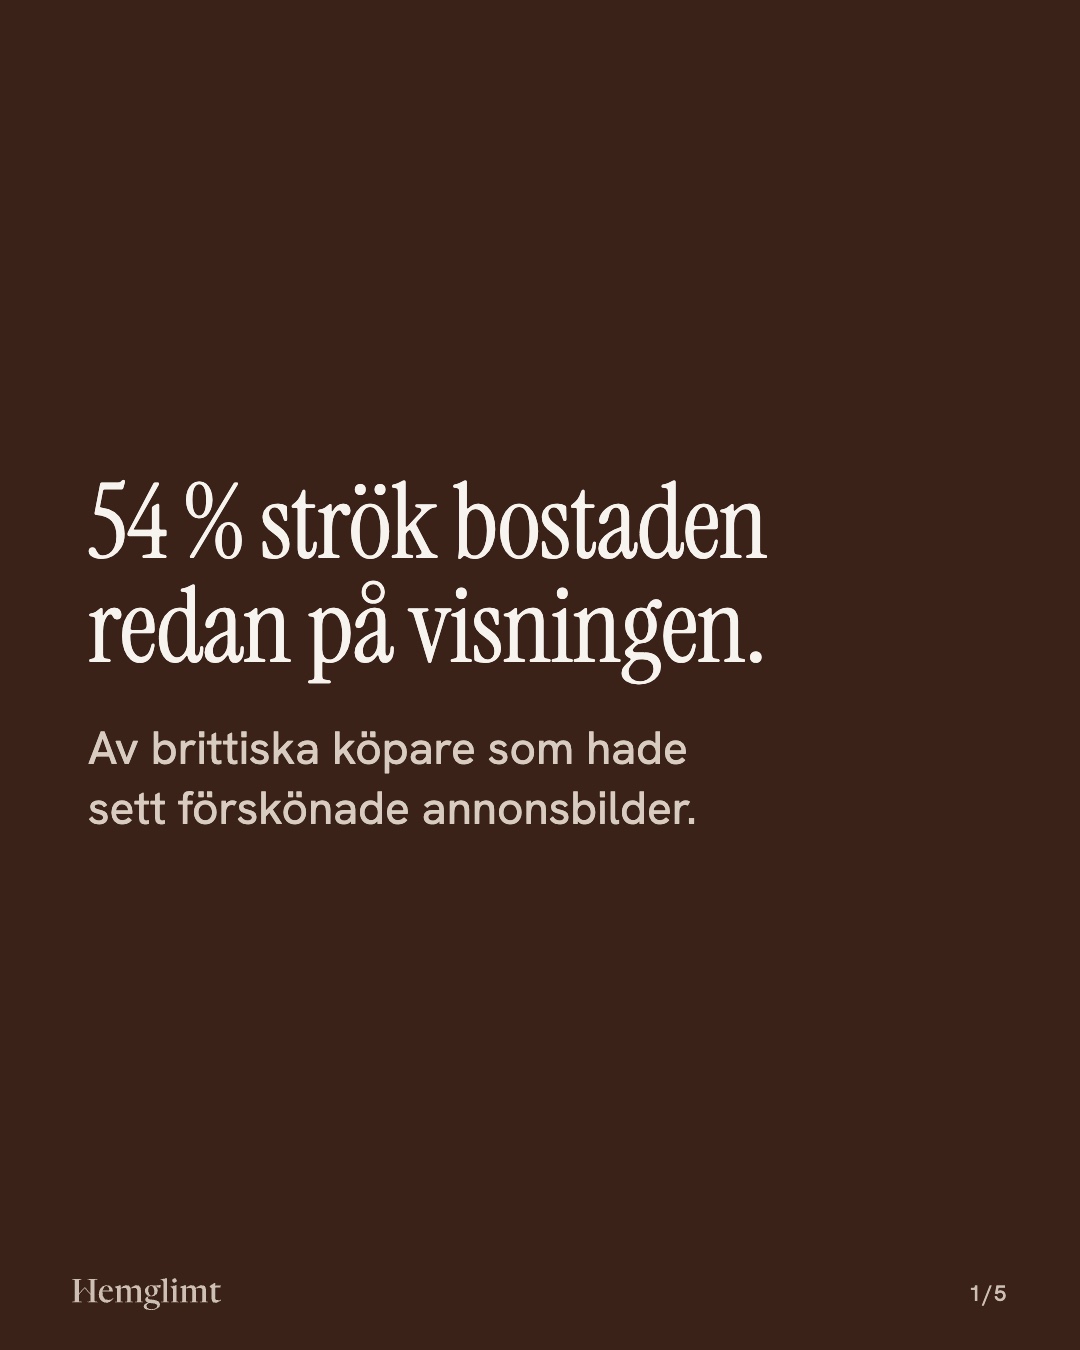 54 % strök bostaden
redan på visningen.
Av brittiska köpare som hade
sett förskönade annonsbilder.
Hemglimt
1/5